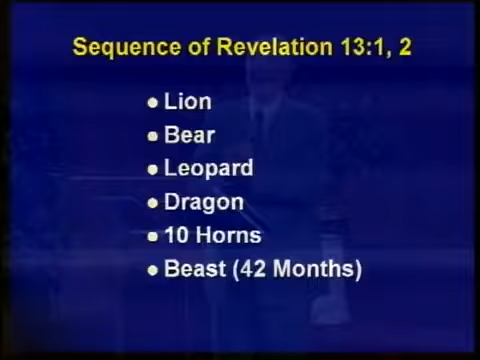 Sequence of Revelation 13:1, 2
● Lion
● Bear
● Leopard
● Dragon
● 10 Horns
● Beast (42 Months)